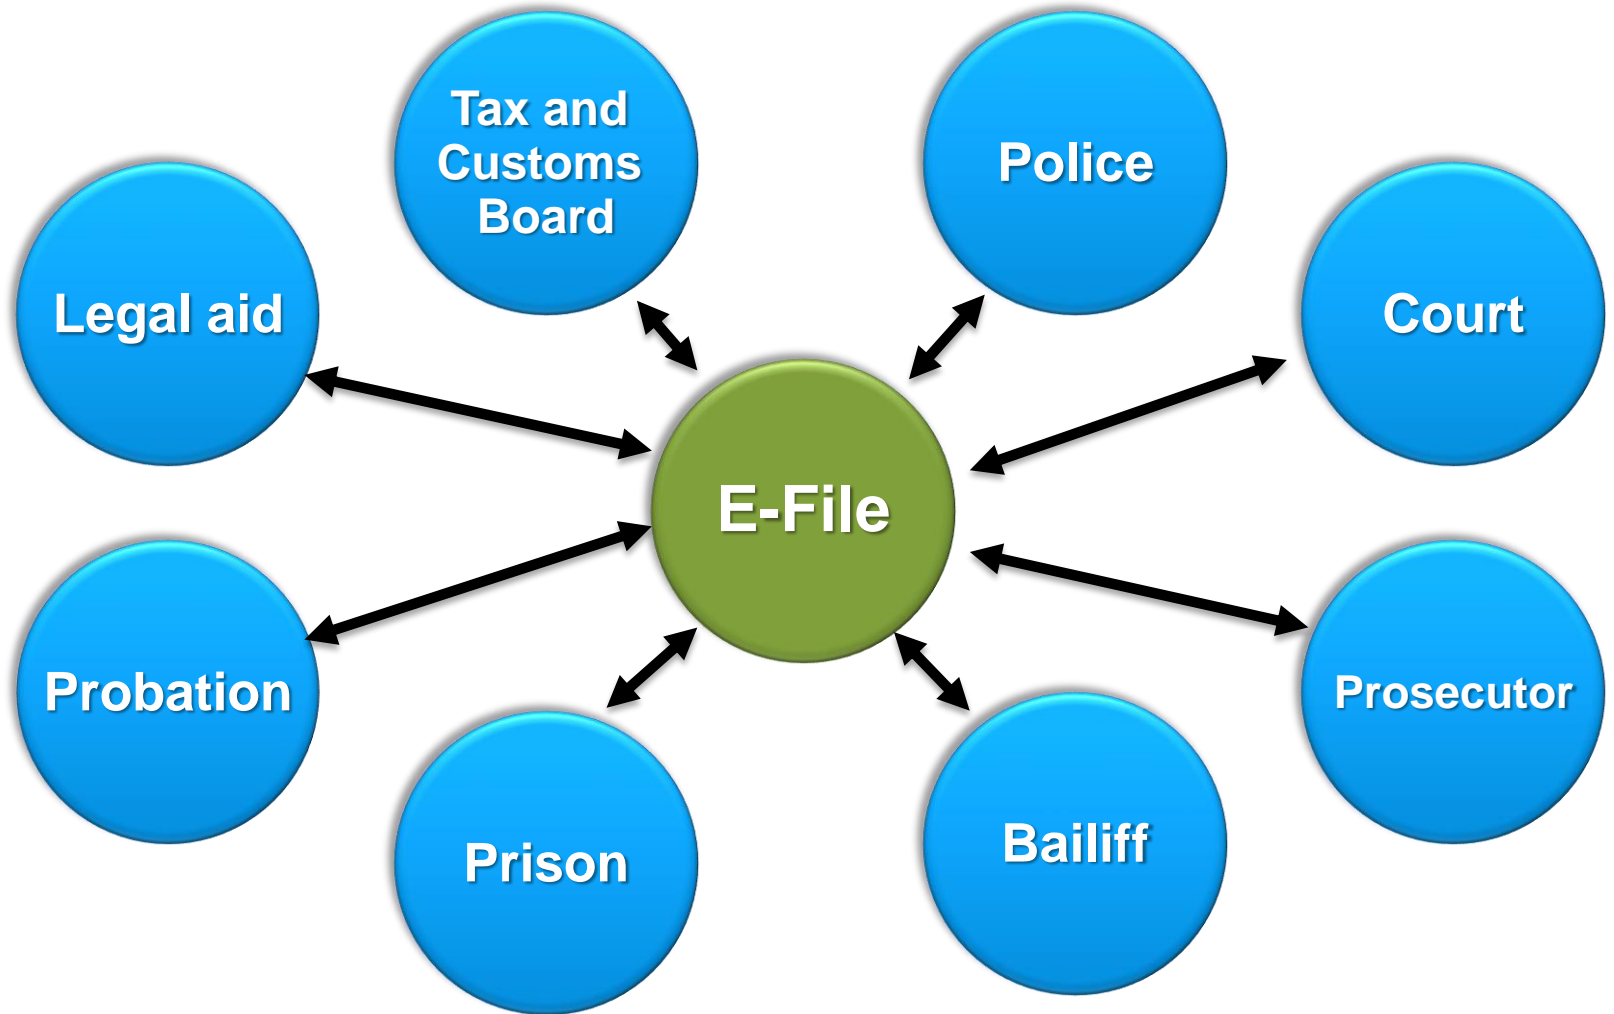 Tax and
Customs
Board
Police
Legal aid
Court
E-File
Probation
Prosecutor
Prison
Bailiff